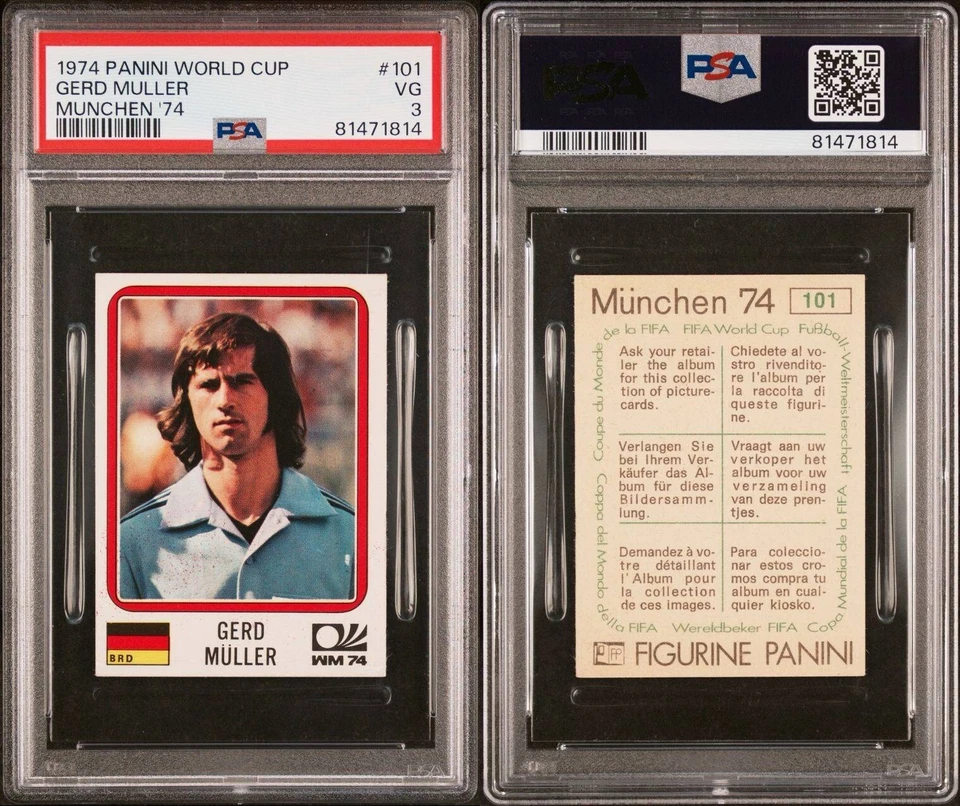 1974 PANINI WORLD CUP #101
GERD MULLER VG
MUNCHEN '74 3
PSA 81471814
GERD
MÜLLER
BRD
WM 74
PSA
PSA
PSA
81471814
München 74 101
Coppa del Mondo della FIFA Coupe du Monde de la FIFA FIFA World Cup Fußball-Weltmeisterschaft
Copa Mundial de la FIFA Wereldbeker FIFA
Ask your retai-
ler the album
for this collec-
tion of picture-
cards.
Chiedete al vo-
stro rivendito-
re l'album per
la raccolta di
queste figuri-
ne.
Verlangen Sie
bei Ihrem Ver-
käufer das Al-
bum für diese
Bildersamm-
lung.
Vraagt aan uw
verkoper het
album voor uw
verzameling
van deze pren-
tjes.
Demandez à vo-
tre détaillant
l'Album pour
la collection
de ces images.
Para coleccio-
nar estos cro-
mos compra tu
album en cual-
quier kiosko.
FIGURINE PANINI
PSA